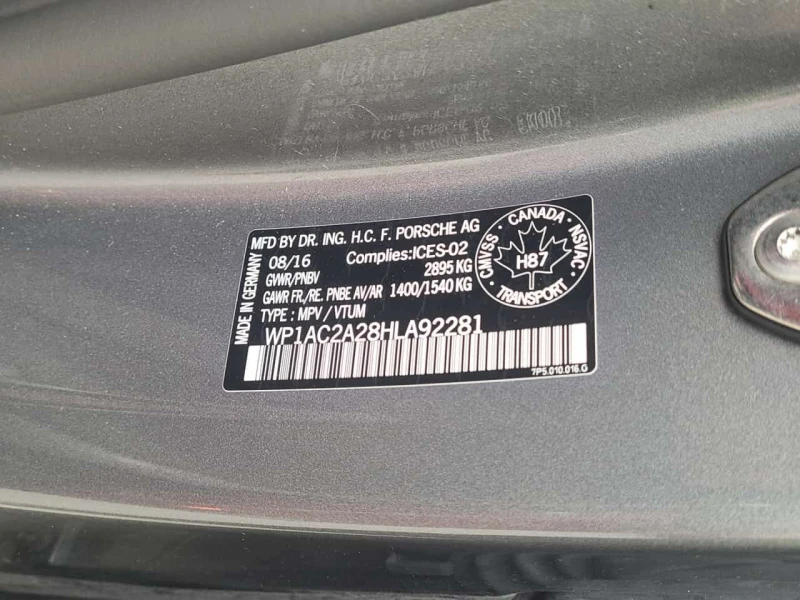 MADE IN GERMANY
MFD BY DR. ING. H.C. F. PORSCHE AG
08/16 Complies:ICES-02
GVWR/PNBV 2895 KG
GAWR FR./RE. PNBE AV/AR 1400/1540 KG
TYPE : MPV / VTUM
WP1AC2A28HLA92281
7P5.010.016.G
CANADA
CMVSS NSVAC
H87
TRANSPORT